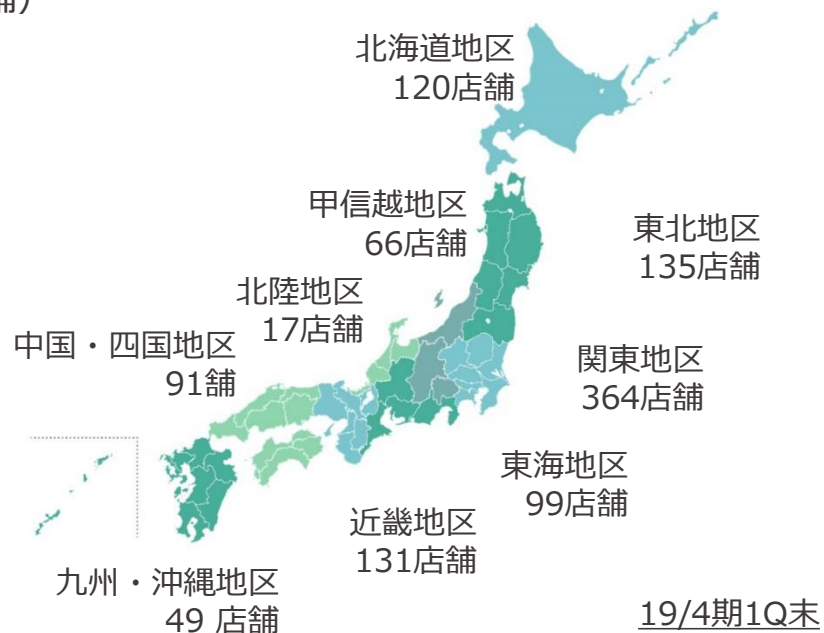 舗）
北海道地区
120店舗
甲信越地区
66店舗
東北地区
135店舗
北陸地区
17店舗
中国・四国地区
91舗
関東地区
364店舗
東海地区
99店舗
近畿地区
131店舗
九州・沖縄地区
49 店舗
19/4期1Q末